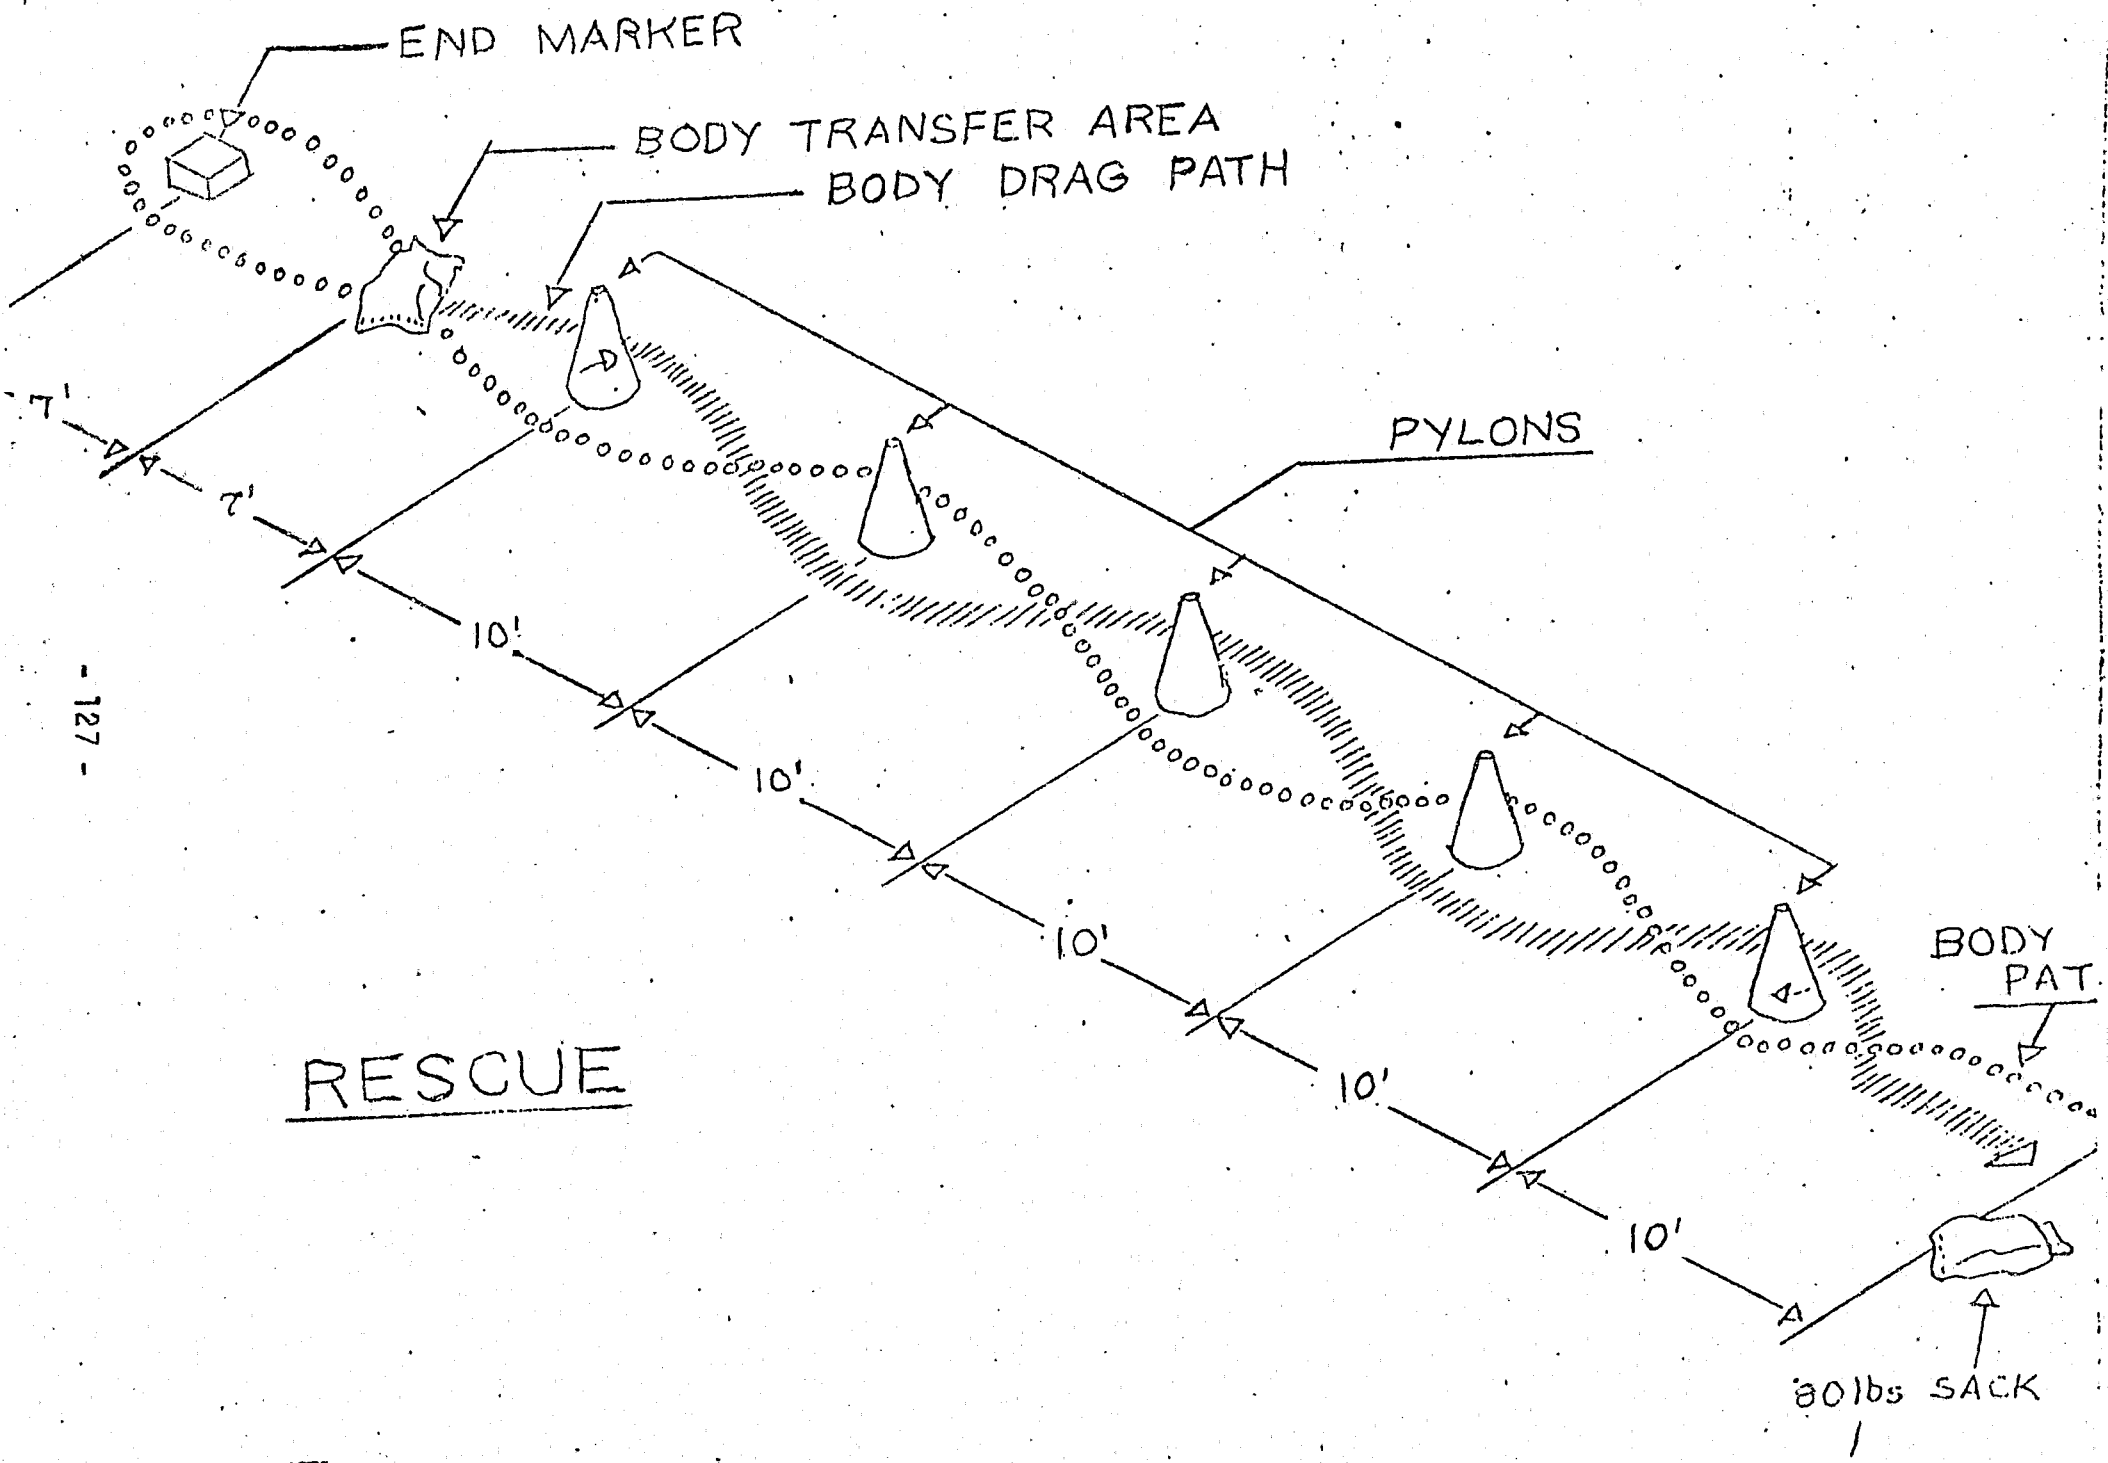 END MARKER
BODY TRANSFER AREA
BODY DRAG PATH
PYLONS
7'
7'
10'
10'
10'
10'
10'
BODY
PAT
RESCUE
80lbs SACK
- 127 -